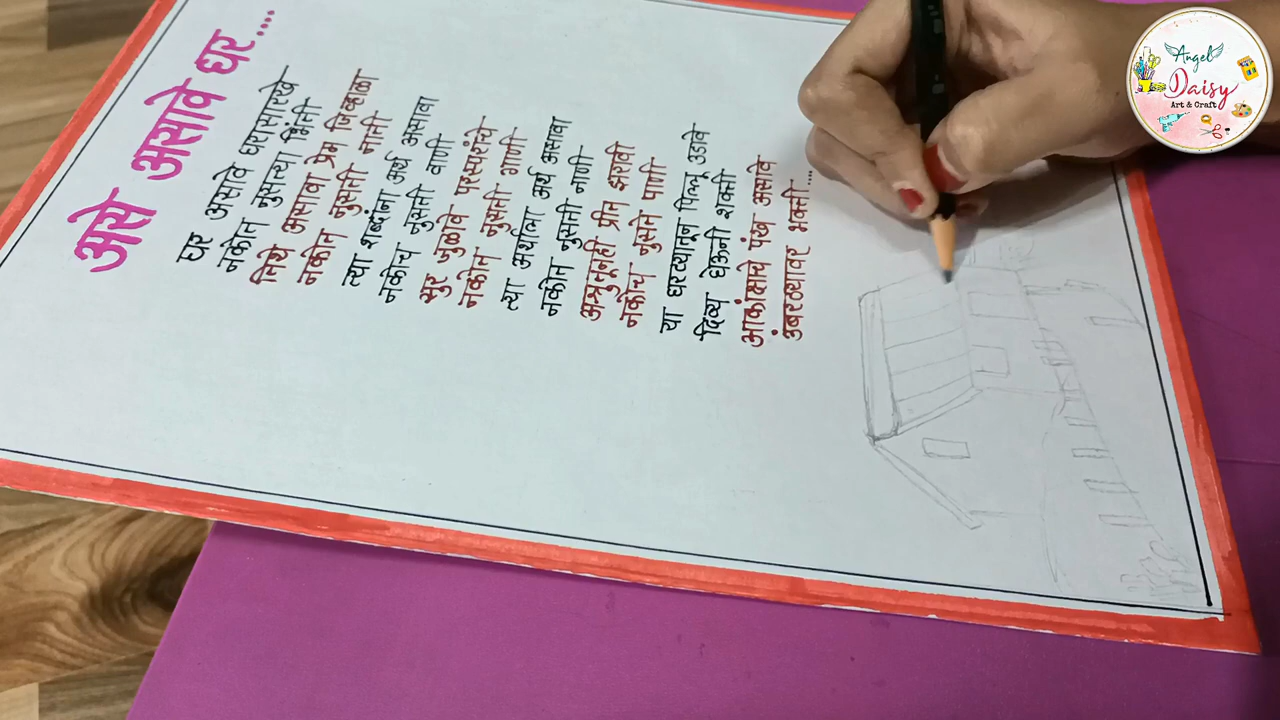 असे असावे घर....
घर असावे घरासारखे
नकोत नुसत्या भिंती
तिथे असावा प्रेम जिव्हाळा
नकोत नुसती नाती
त्या शब्दांना अर्थ असावा
नकोच नुसती वाणी
सुर जुळावे परस्परांचे
नकोत नुसती गाणी
त्या अर्थाला अर्थ असावा
नकोत नुसती नाणी
अश्रूतूनही प्रीत झरावी
नकोच नुसते पाणी
या घरट्यातून पिल्लू उडावे
दिव्य घेऊनी शक्ती
आकांक्षाचे पंख असावे
उंबरठ्यावर भक्ती....
Angel
Daisy
Art & Craft